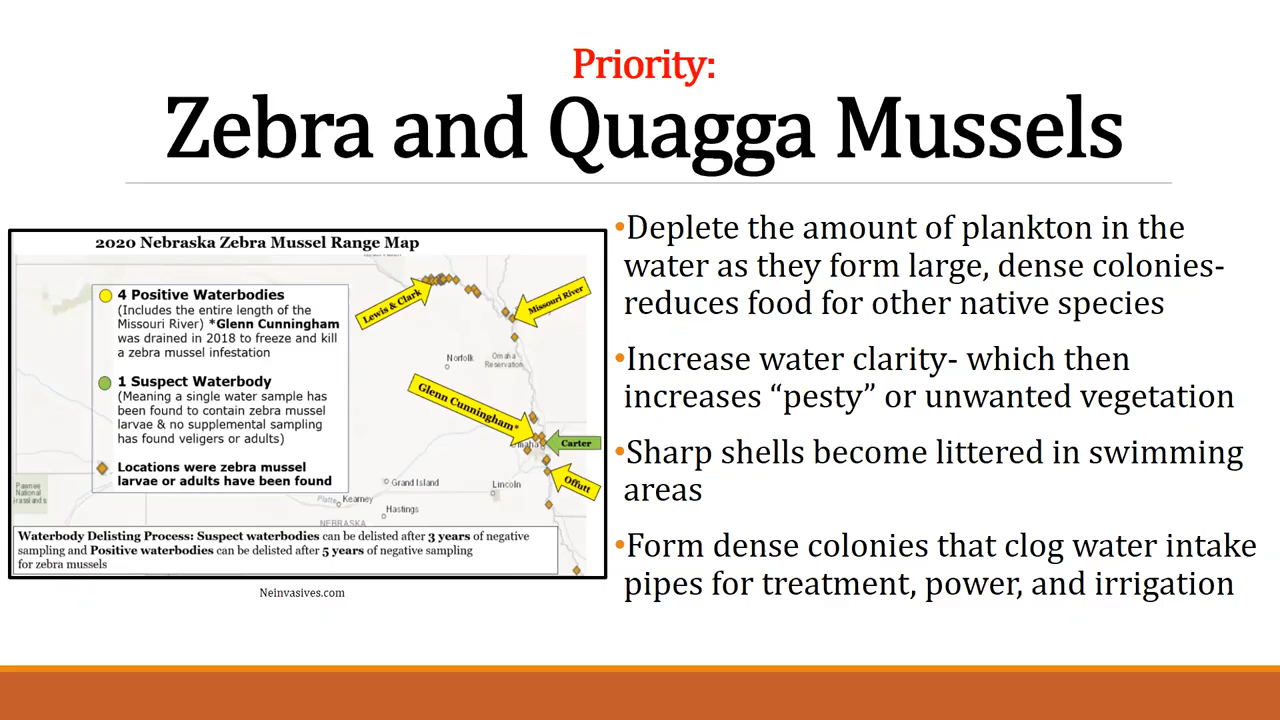 Priority:
Zebra and Quagga Mussels
2020 Nebraska Zebra Mussel Range Map
4 Positive Waterbodies
(Includes the entire length of the
Missouri River) *Glenn Cunningham
was drained in 2018 to freeze and kill
a zebra mussel infestation
1 Suspect Waterbody
(Meaning a single water sample has
been found to contain zebra mussel
larvae & no supplemental sampling
has found veligers or adults)
Locations were zebra mussel
larvae or adults have been found
Lewis & Clark
Missouri River
Norfolk
Omaha
Reservation
Glenn Cunningham*
Carter
Offutt
Pawnee
National
Grand Island
Lincoln
Platte
Kearney
Hastings
NEBRASKA
Waterbody Delisting Process: Suspect waterbodies can be delisted after 3 years of negative
sampling and Positive waterbodies can be delisted after 5 years of negative sampling
for zebra mussels
Neinvasives.com
•Deplete the amount of plankton in the
water as they form large, dense colonies-
reduces food for other native species
•Increase water clarity- which then
increases “pesty” or unwanted vegetation
•Sharp shells become littered in swimming
areas
•Form dense colonies that clog water intake
pipes for treatment, power, and irrigation